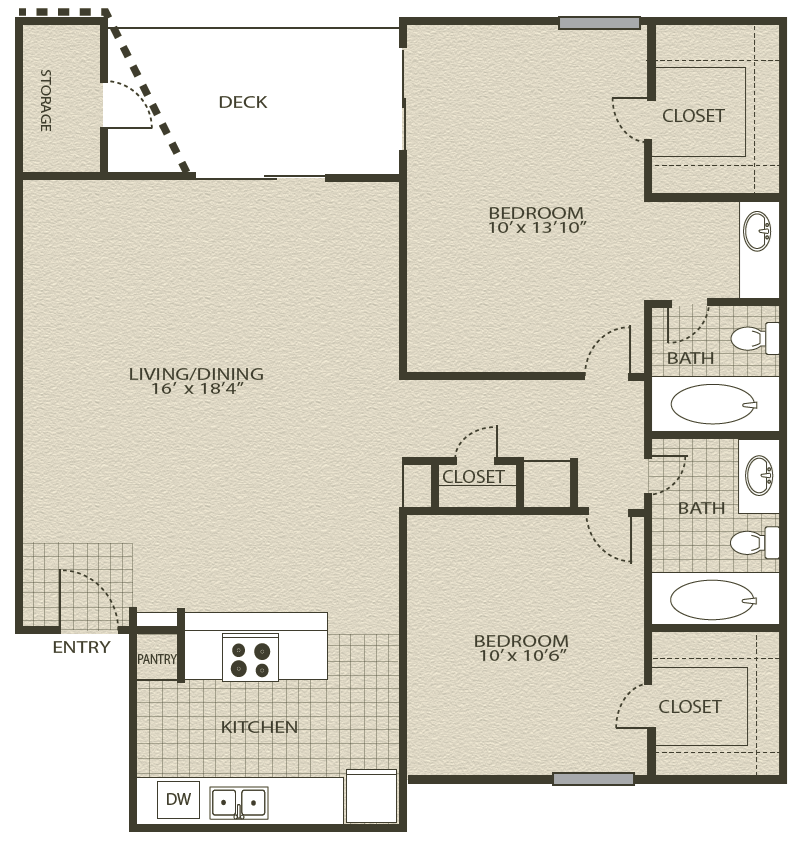 STORAGE
DECK
CLOSET
BEDROOM
10' x 13'10"
BATH
LIVING/DINING
16' x 18'4"
CLOSET
BATH
ENTRY
PANTRY
BEDROOM
10' x 10'6"
CLOSET
KITCHEN
DW